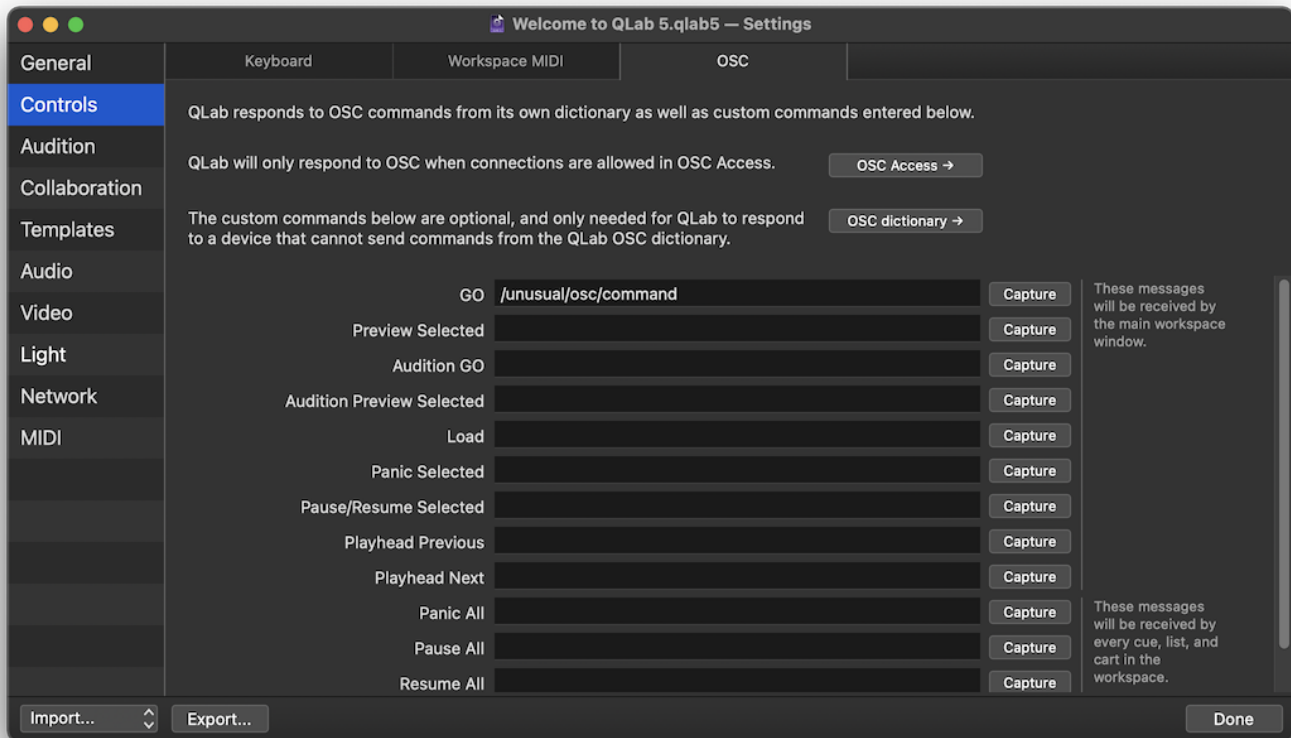 Welcome to QLab 5.qlab5 — Settings
General
Controls
Audition
Collaboration
Templates
Audio
Video
Light
Network
MIDI
Keyboard
Workspace MIDI
OSC
QLab responds to OSC commands from its own dictionary as well as custom commands entered below.
QLab will only respond to OSC when connections are allowed in OSC Access.
OSC Access →
The custom commands below are optional, and only needed for QLab to respond
to a device that cannot send commands from the QLab OSC dictionary.
OSC dictionary →
GO /unusual/osc/command Capture
Preview Selected Capture
Audition GO Capture
Audition Preview Selected Capture
Load Capture
Panic Selected Capture
Pause/Resume Selected Capture
Playhead Previous Capture
Playhead Next Capture
These messages
will be received by
the main workspace
window.
Panic All Capture
Pause All Capture
Resume All Capture
These messages
will be received by
every cue, list, and
cart in the
workspace.
Import...
Export...
Done